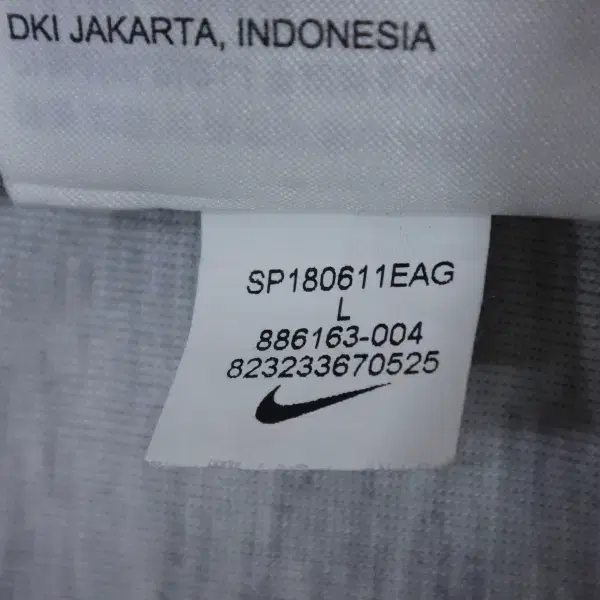 DKI JAKARTA, INDONESIA
SP180611EAG
L
886163-004
823233670525